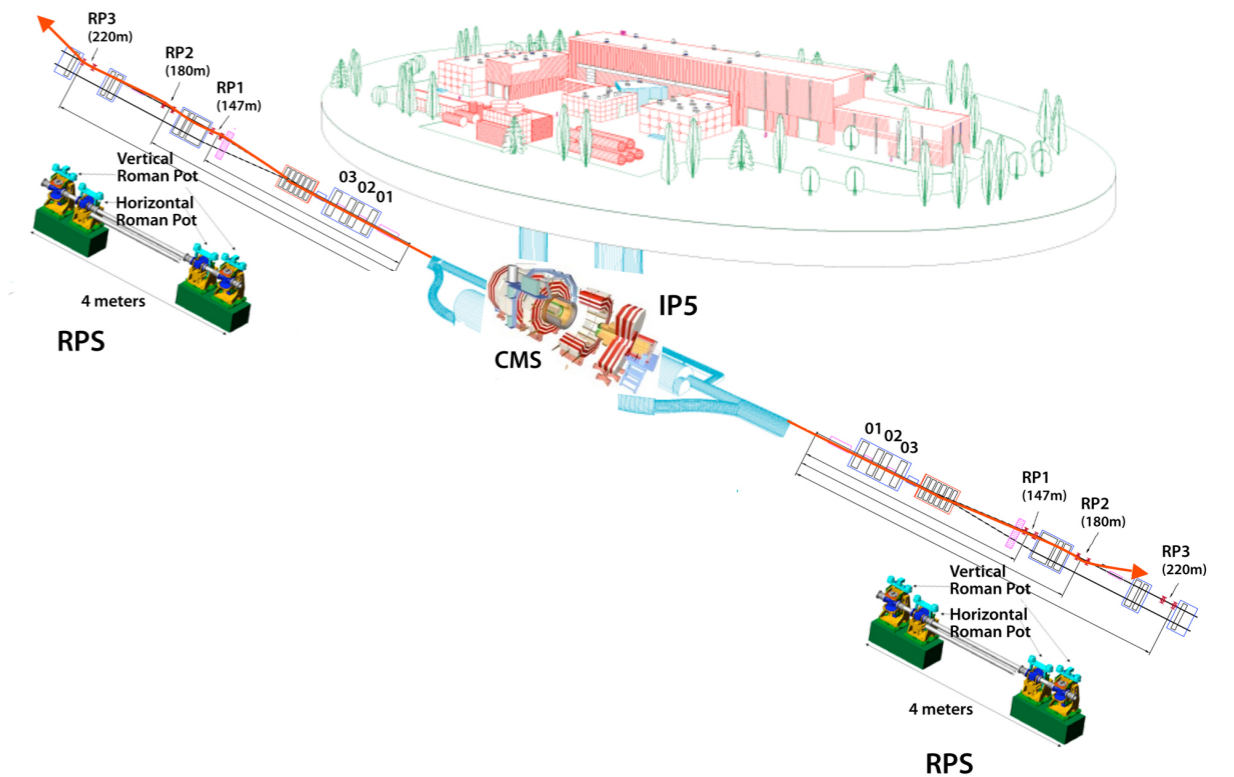 RP3
(220m)
RP2
(180m)
RP1
(147m)
Vertical
Roman Pot
Horizontal
Roman Pot
03 02 01
4 meters
RPS
IP5
CMS
01 02 03
RP1
(147m)
RP2
(180m)
RP3
(220m)
Vertical
Roman Pot
Horizontal
Roman Pot
4 meters
RPS